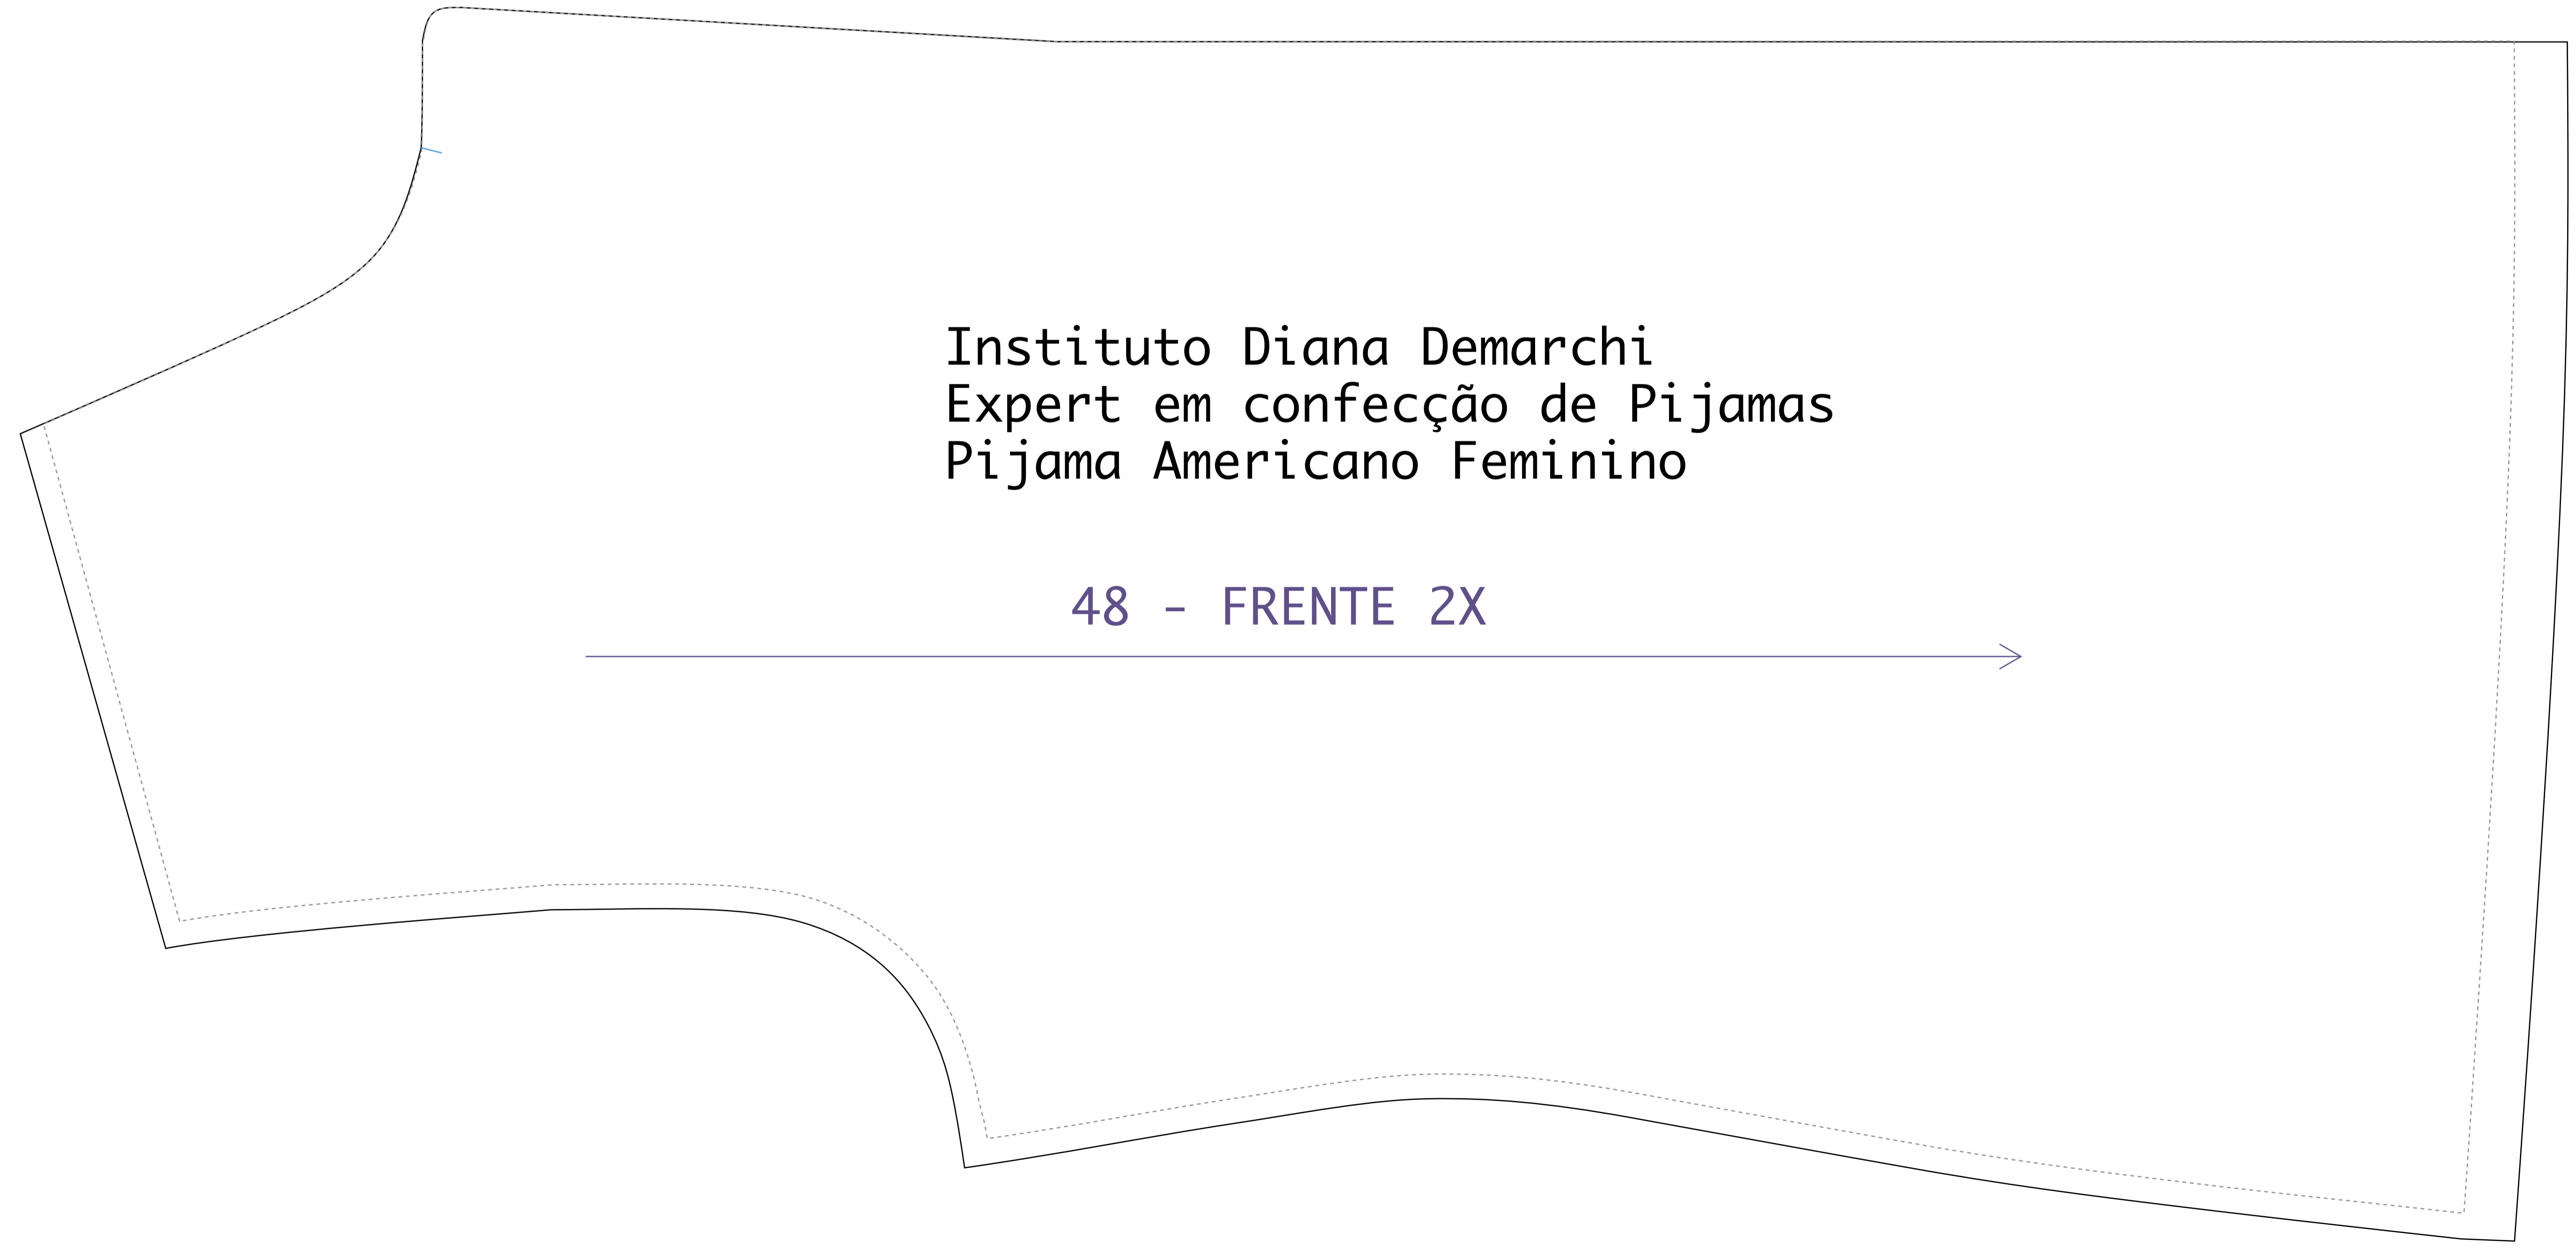 Instituto Diana Demarchi
Expert em confecção de Pijamas
Pijama Americano Feminino
48 - FRENTE 2X